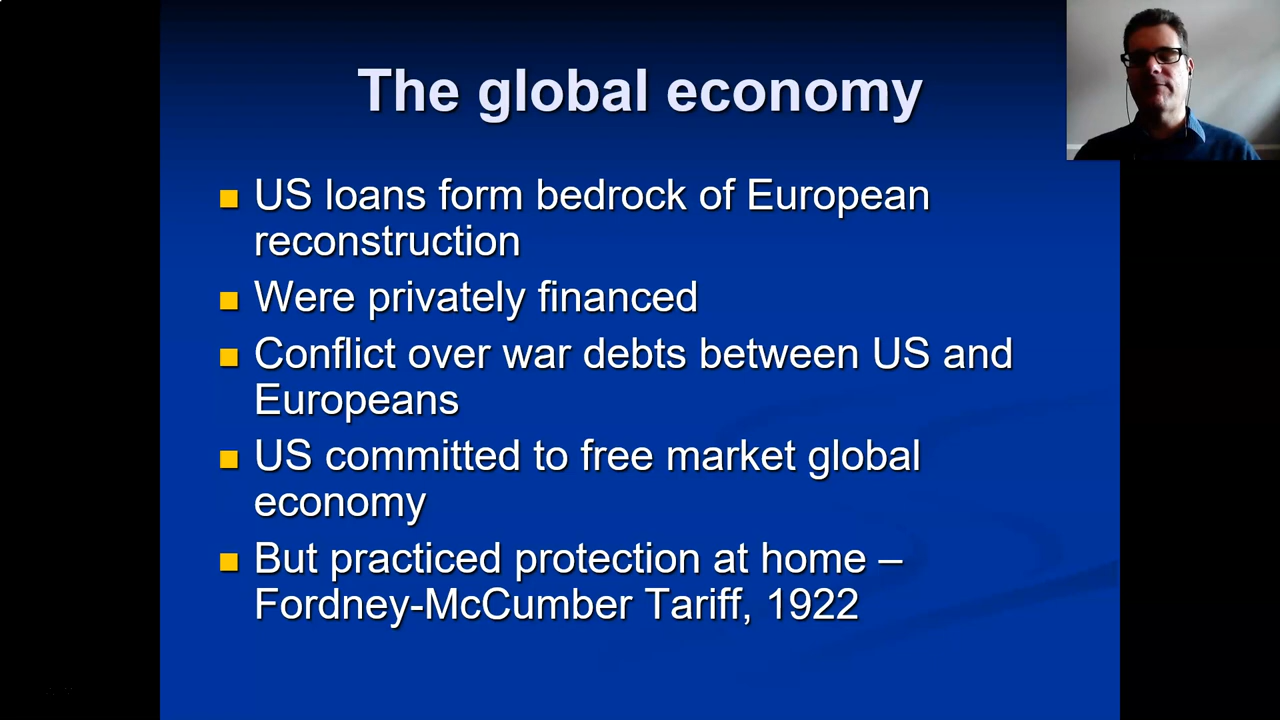 The global economy
US loans form bedrock of European
reconstruction
Were privately financed
Conflict over war debts between US and
Europeans
US committed to free market global
economy
But practiced protection at home –
Fordney-McCumber Tariff, 1922